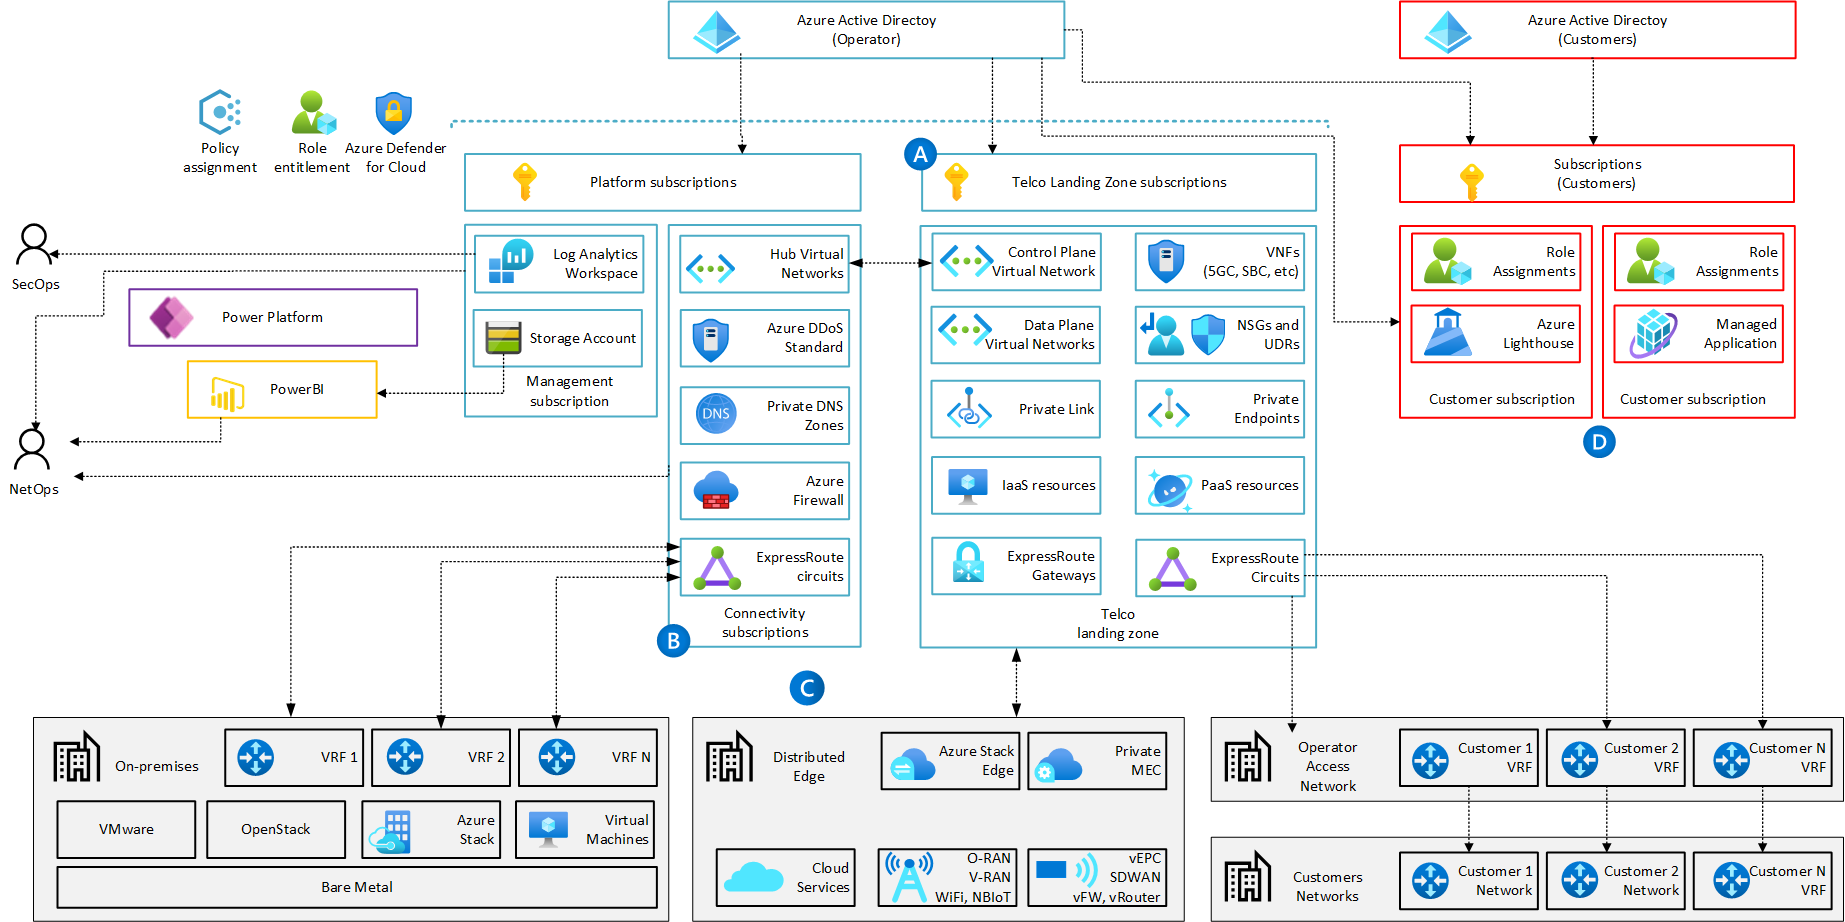 Azure Active Directoy
(Operator)
Azure Active Directoy
(Customers)
Policy
assignment
Role
entitlement
Azure Defender
for Cloud
A
Platform subscriptions
Telco Landing Zone subscriptions
Subscriptions
(Customers)
SecOps
Log Analytics
Workspace
Storage Account
Management
subscription
Power Platform
PowerBI
NetOps
Hub Virtual
Networks
Azure DDoS
Standard
Private DNS
Zones
DNS
Azure
Firewall
ExpressRoute
circuits
Connectivity
subscriptions
B
Control Plane
Virtual Network
VNFs
(5GC, SBC, etc)
Data Plane
Virtual Networks
NSGs and
UDRs
Private Link
Private
Endpoints
IaaS resources
PaaS resources
ExpressRoute
Gateways
ExpressRoute
Circuits
Telco
landing zone
Role
Assignments
Azure
Lighthouse
Customer subscription
Role
Assignments
Managed
Application
Customer subscription
D
C
On-premises
VRF 1
VRF 2
VRF N
VMware
OpenStack
Azure
Stack
Virtual
Machines
Bare Metal
Distributed
Edge
Azure Stack
Edge
Private
MEC
Cloud
Services
O-RAN
V-RAN
WiFi, NBIoT
vEPC
SDWAN
vFW, vRouter
Operator
Access
Network
Customer 1
VRF
Customer 2
VRF
Customer N
VRF
Customers
Networks
Customer 1
Network
Customer 2
Network
Customer N
VRF